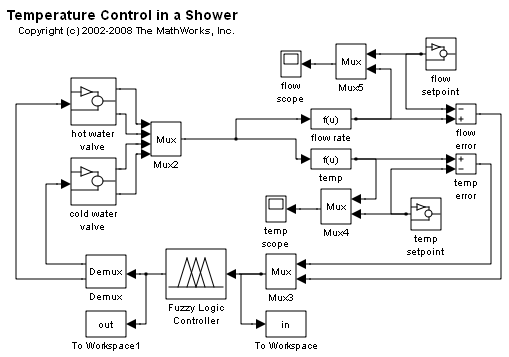 Temperature Control in a Shower
Copyright (c) 2002-2008 The MathWorks, Inc.
flow
scope
Mux
Mux5
flow
setpoint
hot water
valve
Mux
Mux2
f(u)
flow rate
−
+
flow
error
cold water
valve
f(u)
temp
+
−
temp
error
temp
scope
Mux
Mux4
temp
setpoint
Demux
Demux
Fuzzy Logic
Controller
Mux
Mux3
out
To Workspace1
in
To Workspace